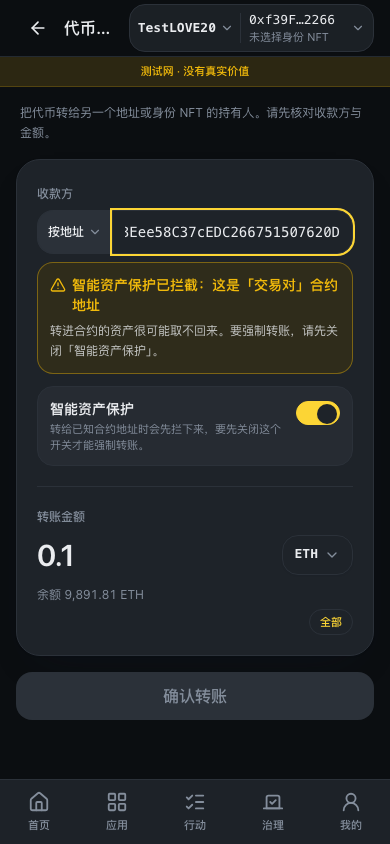 代币...
TestLOVE20
0xf39F…2266
未选择身份 NFT
测试网 · 没有真实价值
把代币转给另一个地址或身份 NFT 的持有人。请先核对收款方与
金额。
收款方
按地址
3Eee58C37cEDC266751507620D
智能资产保护已拦截：这是「交易对」合约
地址
转进合约的资产很可能取不回来。要强制转账，请先关
闭「智能资产保护」。
智能资产保护
转给已知合约地址时会先拦下来，要先关闭这个
开关才能强制转账。
转账金额
0.1
ETH
余额 9,891.81 ETH
全部
确认转账
首页
应用
行动
治理
我的